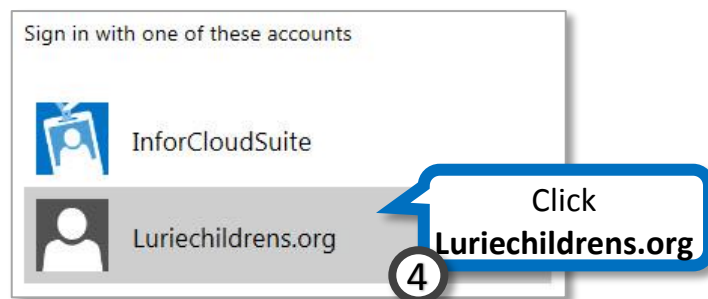 Sign in with one of these accounts
InforCloudSuite
Luriechildrens.org
Click
Luriechildrens.org
4